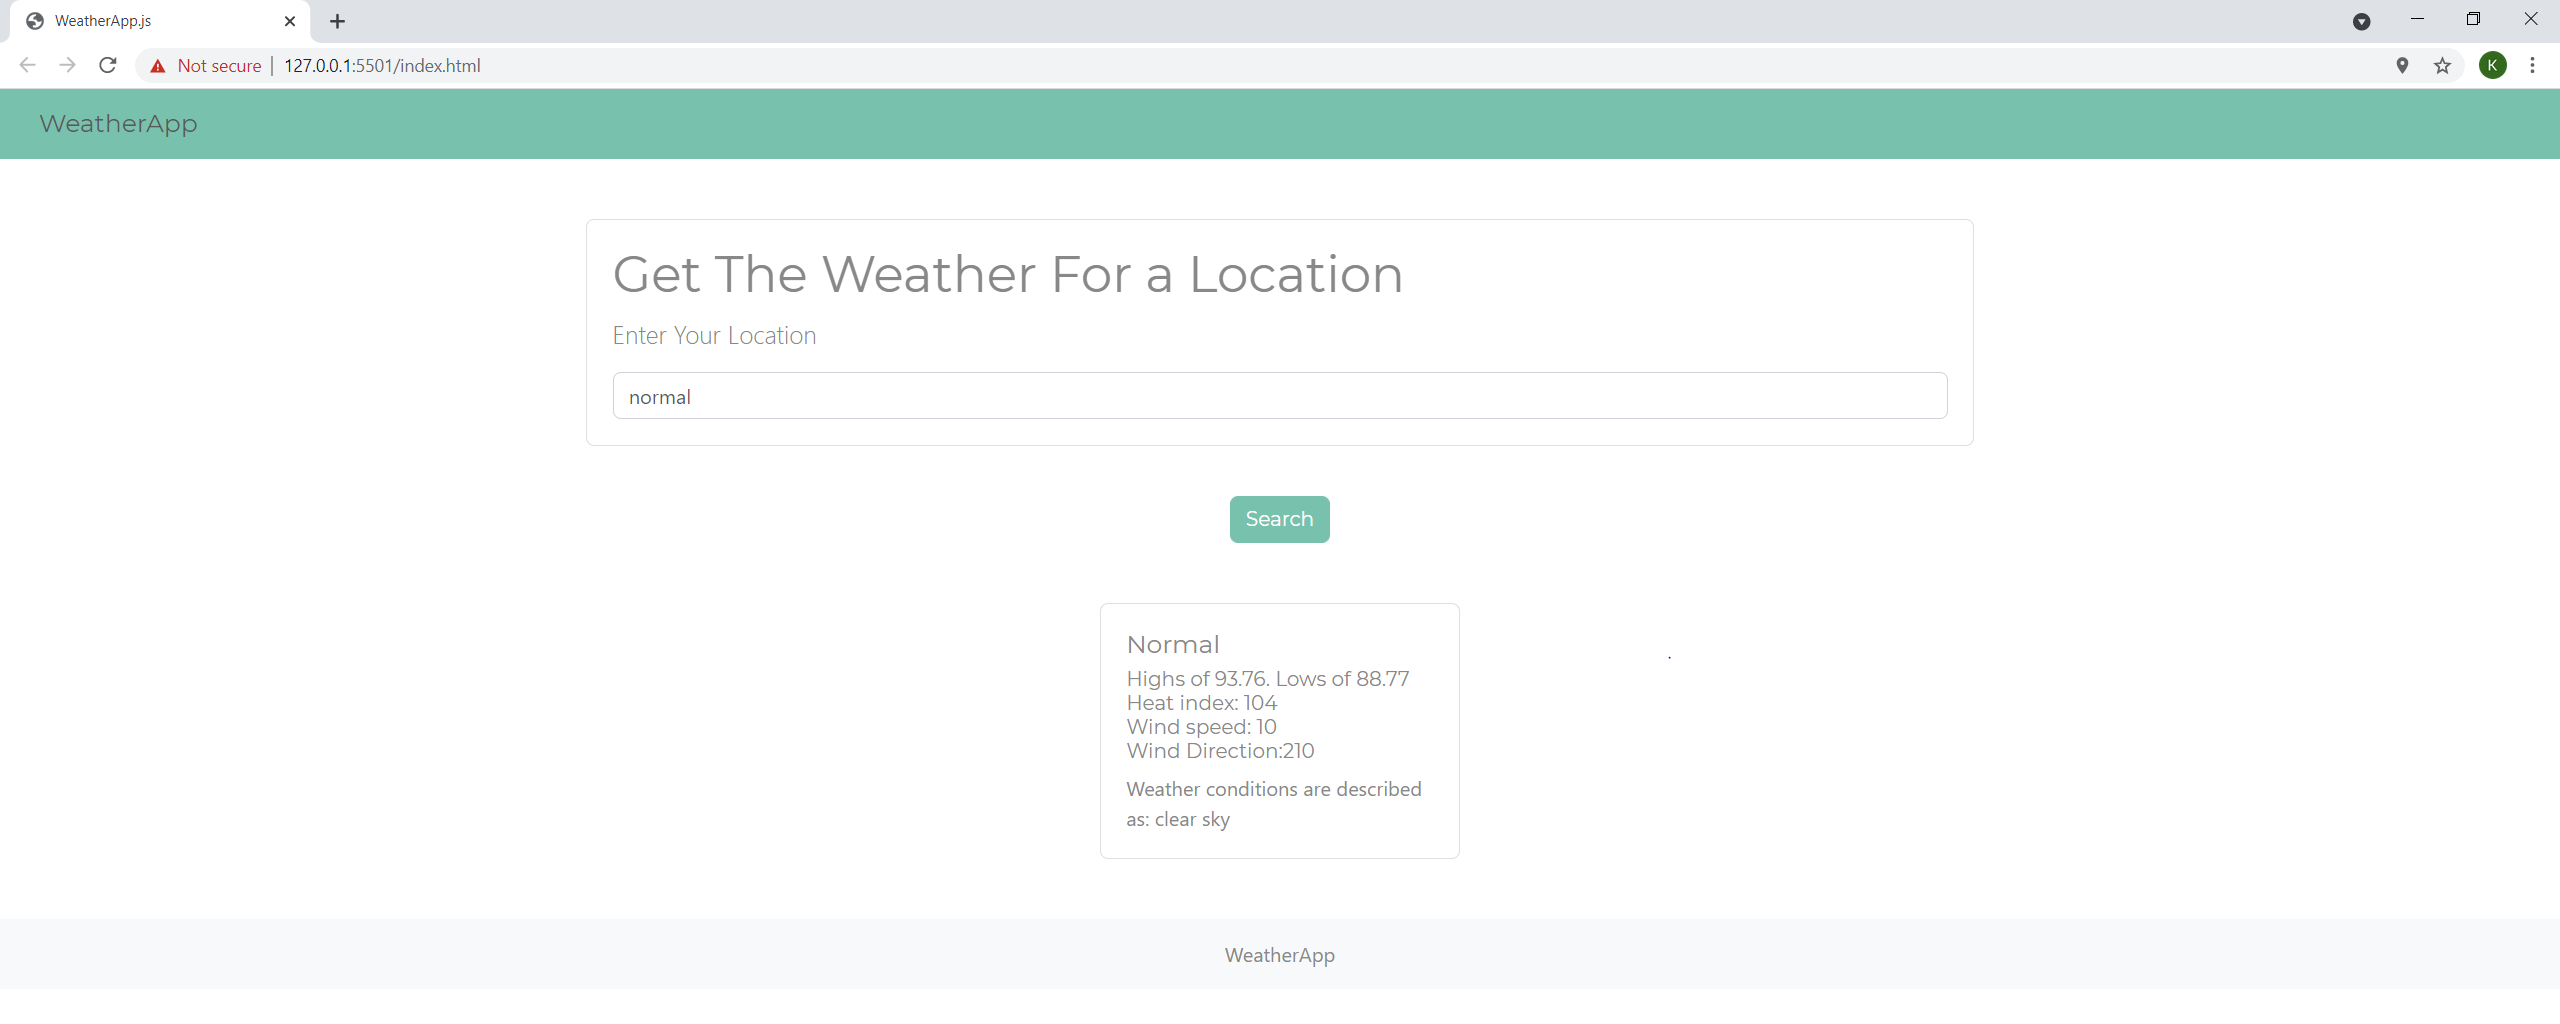 WeatherApp.js
Not secure | 127.0.0.1:5501/index.html
K
WeatherApp
Get The Weather For a Location
Enter Your Location
normal
Search
Normal
Highs of 93.76. Lows of 88.77
Heat index: 104
Wind speed: 10
Wind Direction:210
Weather conditions are described
as: clear sky
WeatherApp